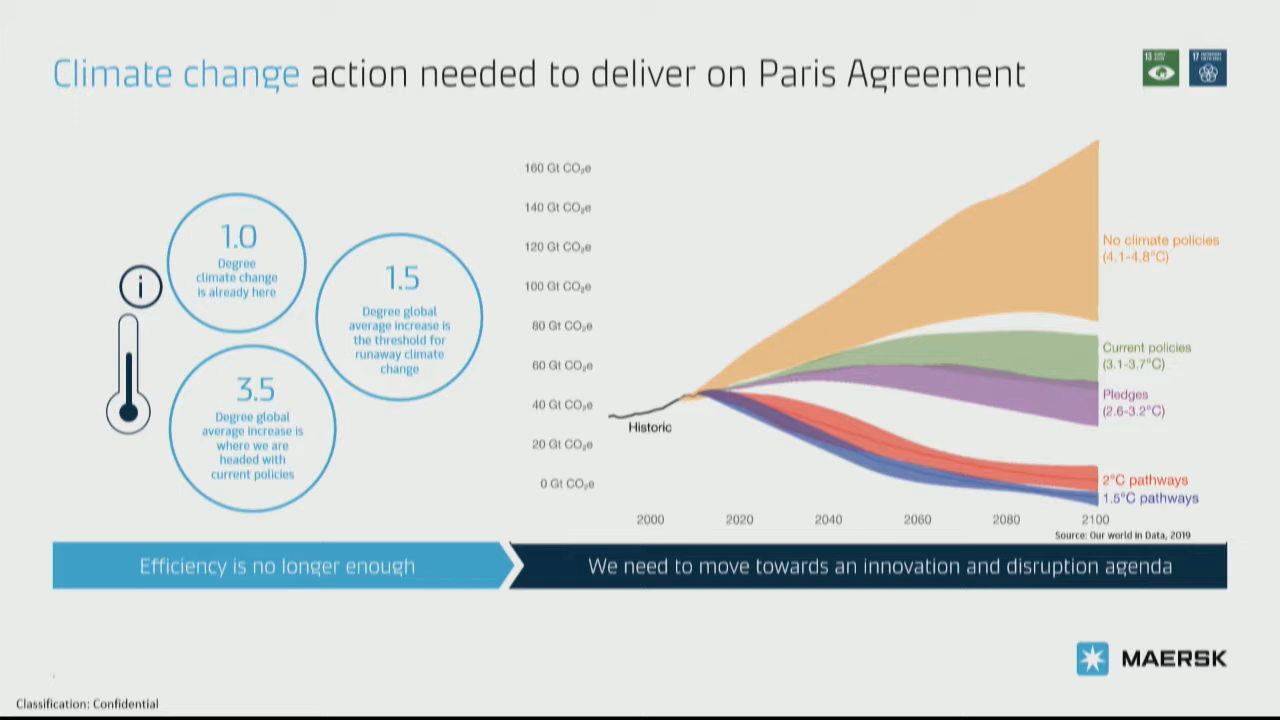 Climate change action needed to deliver on Paris Agreement
13
17
1.0
Degree
climate change
is already here
i
1.5
Degree global
average increase is
the threshold for
runaway climate
change
3.5
Degree global
average increase is
where we are
headed with
current policies
160 Gt CO₂e
140 Gt CO₂e
120 Gt CO₂e
100 Gt CO₂e
80 Gt CO₂e
60 Gt CO₂e
40 Gt CO₂e
20 Gt CO₂e
0 Gt CO₂e
Historic
2000 2020 2040 2060 2080 2100
No climate policies
(4.1-4.8°C)
Current policies
(3.1-3.7°C)
Pledges
(2.6-3.2°C)
2°C pathways
1.5°C pathways
Source: Our world in Data, 2019
Efficiency is no longer enough
We need to move towards an innovation and disruption agenda
MAERSK
Classification: Confidential